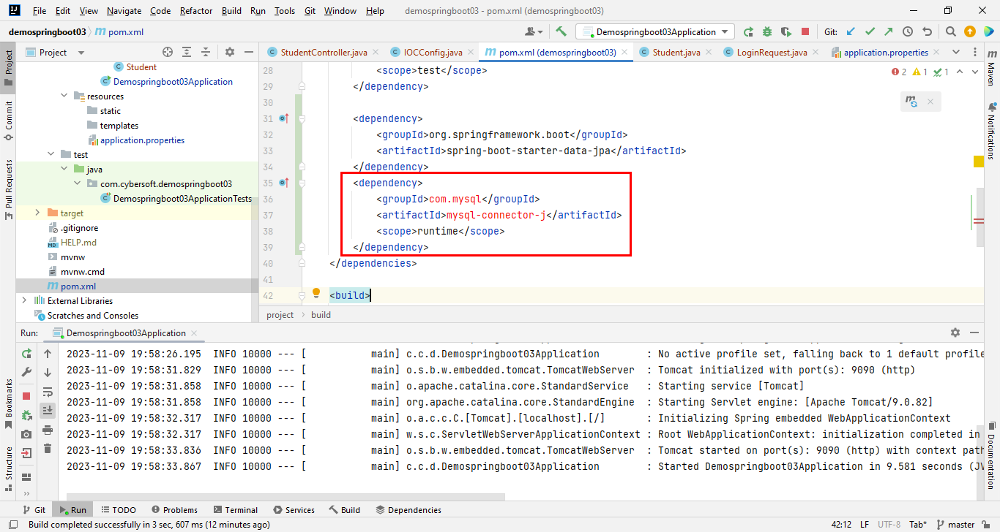 File Edit View Navigate Code Refactor Build Run Tools Git Window Help demospringboot03 - pom.xml (demospringboot03)
demospringboot03 pom.xml Demospringboot03Application Git:
Project StudentController.java IOCConfig.java pom.xml (demospringboot03) Student.java LoginRequest.java application.properties
Project
Commit
Pull Requests
Bookmarks
Structure
Student
Demospringboot03Application
resources
static
templates
application.properties
test
java
com.cybersoft.demospringboot03
Demospringboot03ApplicationTests
target
.gitignore
HELP.md
mvnw
mvnw.cmd
pom.xml
External Libraries
Scratches and Consoles
2 1 1
28 <scope>test</scope>
29 </dependency>
30
31 <dependency>
32 <groupId>org.springframework.boot</groupId>
33 <artifactId>spring-boot-starter-data-jpa</artifactId>
34 </dependency>
35 <dependency>
36 <groupId>com.mysql</groupId>
37 <artifactId>mysql-connector-j</artifactId>
38 <scope>runtime</scope>
39 </dependency>
40 </dependencies>
41
42 <build>
project build
Maven
Notifications
Documentation
Run: Demospringboot03Application
2023-11-09 19:58:26.195 INFO 10000 --- [ main] c.c.d.Demospringboot03Application : No active profile set, falling back to 1 default profile
2023-11-09 19:58:31.829 INFO 10000 --- [ main] o.s.b.w.embedded.tomcat.TomcatWebServer : Tomcat initialized with port(s): 9090 (http)
2023-11-09 19:58:31.858 INFO 10000 --- [ main] o.apache.catalina.core.StandardService : Starting service [Tomcat]
2023-11-09 19:58:31.858 INFO 10000 --- [ main] org.apache.catalina.core.StandardEngine : Starting Servlet engine: [Apache Tomcat/9.0.82]
2023-11-09 19:58:32.317 INFO 10000 --- [ main] o.a.c.c.C.[Tomcat].[localhost].[/] : Initializing Spring embedded WebApplicationContext
2023-11-09 19:58:32.317 INFO 10000 --- [ main] w.s.c.ServletWebServerApplicationContext : Root WebApplicationContext: initialization completed in
2023-11-09 19:58:33.836 INFO 10000 --- [ main] o.s.b.w.embedded.tomcat.TomcatWebServer : Tomcat started on port(s): 9090 (http) with context path
2023-11-09 19:58:33.867 INFO 10000 --- [ main] c.c.d.Demospringboot03Application : Started Demospringboot03Application in 9.581 seconds (JV
Git Run TODO Problems Terminal Services Build Dependencies
Build completed successfully in 3 sec, 607 ms (12 minutes ago) 42:12 LF UTF-8 Tab* master